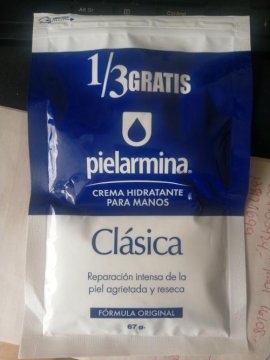 1/3 GRATIS
pielarmina®
CREMA HIDRATANTE
PARA MANOS
Clásica
Reparación intensa de la
piel agrietada y reseca
FÓRMULA ORIGINAL
67 g.